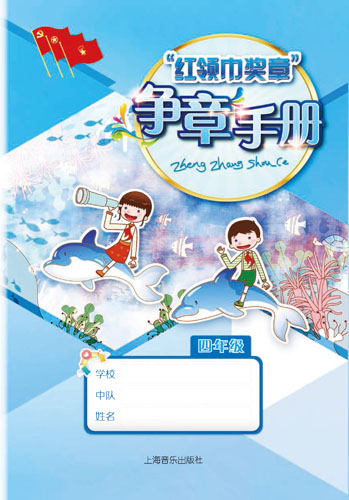 “红领巾奖章”
争章手册
Zheng Zhang Shou Ce
四年级
学校
中队
姓名
上海音乐出版社